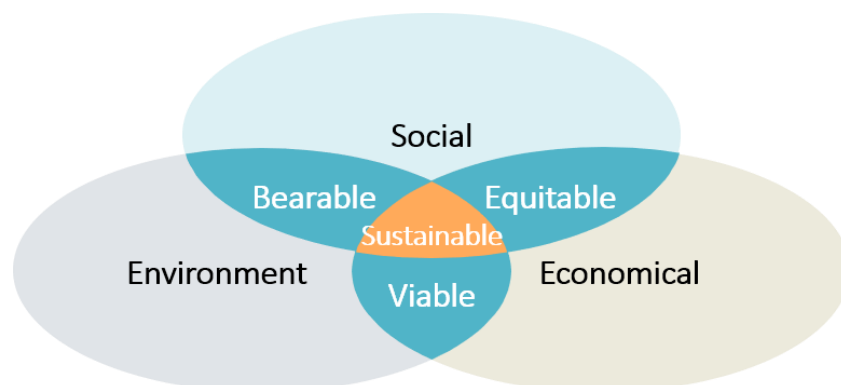 Social
Bearable
Equitable
Sustainable
Environment
Economical
Viable